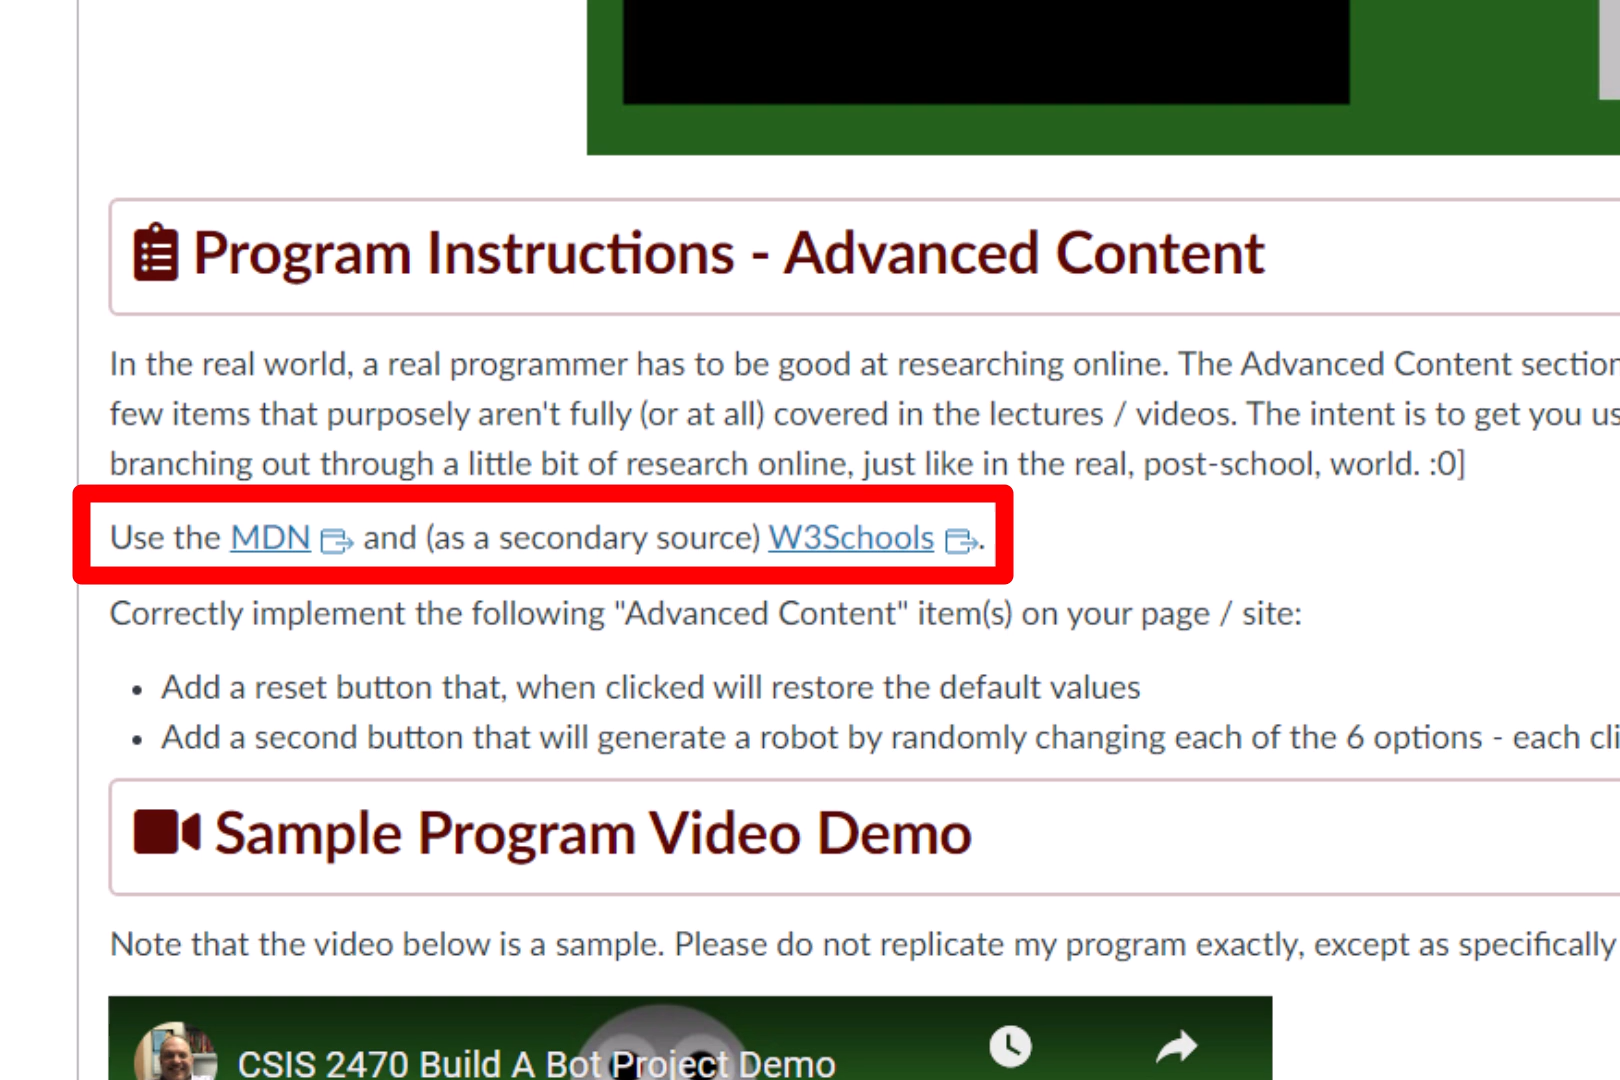 Program Instructions - Advanced Content
In the real world, a real programmer has to be good at researching online. The Advanced Content section
few items that purposely aren't fully (or at all) covered in the lectures / videos. The intent is to get you us
branching out through a little bit of research online, just like in the real, post-school, world. :0]
Use the MDN and (as a secondary source) W3Schools .
Correctly implement the following "Advanced Content" item(s) on your page / site:
• Add a reset button that, when clicked will restore the default values
• Add a second button that will generate a robot by randomly changing each of the 6 options - each cli
Sample Program Video Demo
Note that the video below is a sample. Please do not replicate my program exactly, except as specifically
CSIS 2470 Build A Bot Project Demo